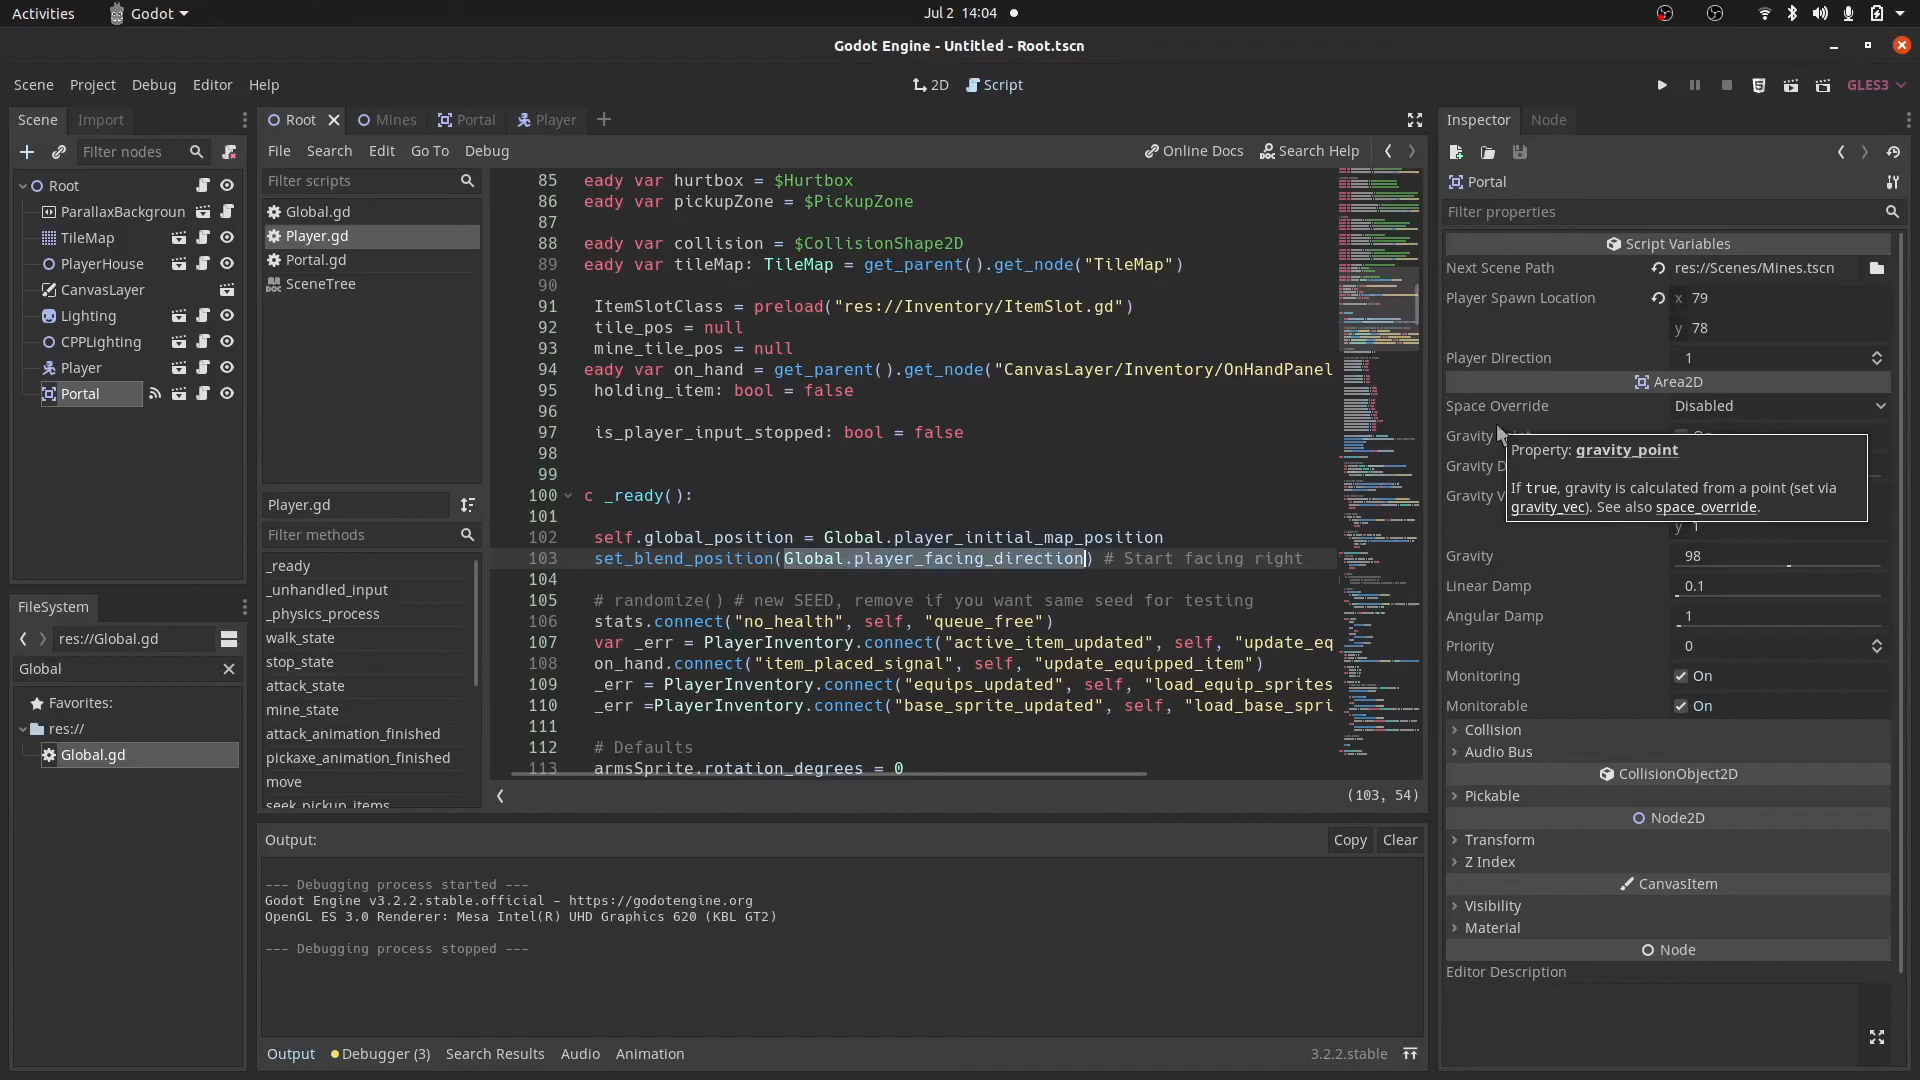 Activities
Godot
Jul 2 14:04
Godot Engine - Untitled - Root.tscn
Scene Project Debug Editor Help
2D Script
GLES3
Scene Import
Filter nodes
Root
ParallaxBackgroun
TileMap
PlayerHouse
CanvasLayer
Lighting
CPPLighting
Player
Portal
FileSystem
res://Global.gd
Global
Favorites:
res://
Global.gd
Root Mines Portal Player
File Search Edit Go To Debug
Online Docs Search Help
Filter scripts
Global.gd
Player.gd
Portal.gd
SceneTree
Player.gd
Filter methods
_ready
_unhandled_input
_physics_process
walk_state
stop_state
attack_state
mine_state
attack_animation_finished
pickaxe_animation_finished
move
seek_pickup_items
85 eady var hurtbox = $Hurtbox
86 eady var pickupZone = $PickupZone
87
88 eady var collision = $CollisionShape2D
89 eady var tileMap: TileMap = get_parent().get_node("TileMap")
90
91 ItemSlotClass = preload("res://Inventory/ItemSlot.gd")
92 tile_pos = null
93 mine_tile_pos = null
94 eady var on_hand = get_parent().get_node("CanvasLayer/Inventory/OnHandPanel
95 holding_item: bool = false
96
97 is_player_input_stopped: bool = false
98
99
100 c _ready():
101
102 self.global_position = Global.player_initial_map_position
103 set_blend_position(Global.player_facing_direction) # Start facing right
104
105 # randomize() # new SEED, remove if you want same seed for testing
106 stats.connect("no_health", self, "queue_free")
107 var _err = PlayerInventory.connect("active_item_updated", self, "update_eq
108 on_hand.connect("item_placed_signal", self, "update_equipped_item")
109 _err = PlayerInventory.connect("equips_updated", self, "load_equip_sprites
110 _err =PlayerInventory.connect("base_sprite_updated", self, "load_base_spri
111
112 # Defaults
113 armsSprite.rotation_degrees = 0
(103, 54)
Output:
Copy Clear
--- Debugging process started ---
Godot Engine v3.2.2.stable.official - https://godotengine.org
OpenGL ES 3.0 Renderer: Mesa Intel(R) UHD Graphics 620 (KBL GT2)
--- Debugging process stopped ---
Output Debugger (3) Search Results Audio Animation
3.2.2.stable
Inspector Node
Portal
Filter properties
Script Variables
Next Scene Path res://Scenes/Mines.tscn
Player Spawn Location x 79
y 78
Player Direction 1
Area2D
Space Override Disabled
Gravity
Property: gravity_point
Gravity D
If true, gravity is calculated from a point (set via
Gravity V
gravity_vec). See also space_override.
y 1
Gravity 98
Linear Damp 0.1
Angular Damp 1
Priority 0
Monitoring On
Monitorable On
Collision
Audio Bus
CollisionObject2D
Pickable
Node2D
Transform
Z Index
CanvasItem
Visibility
Material
Node
Editor Description